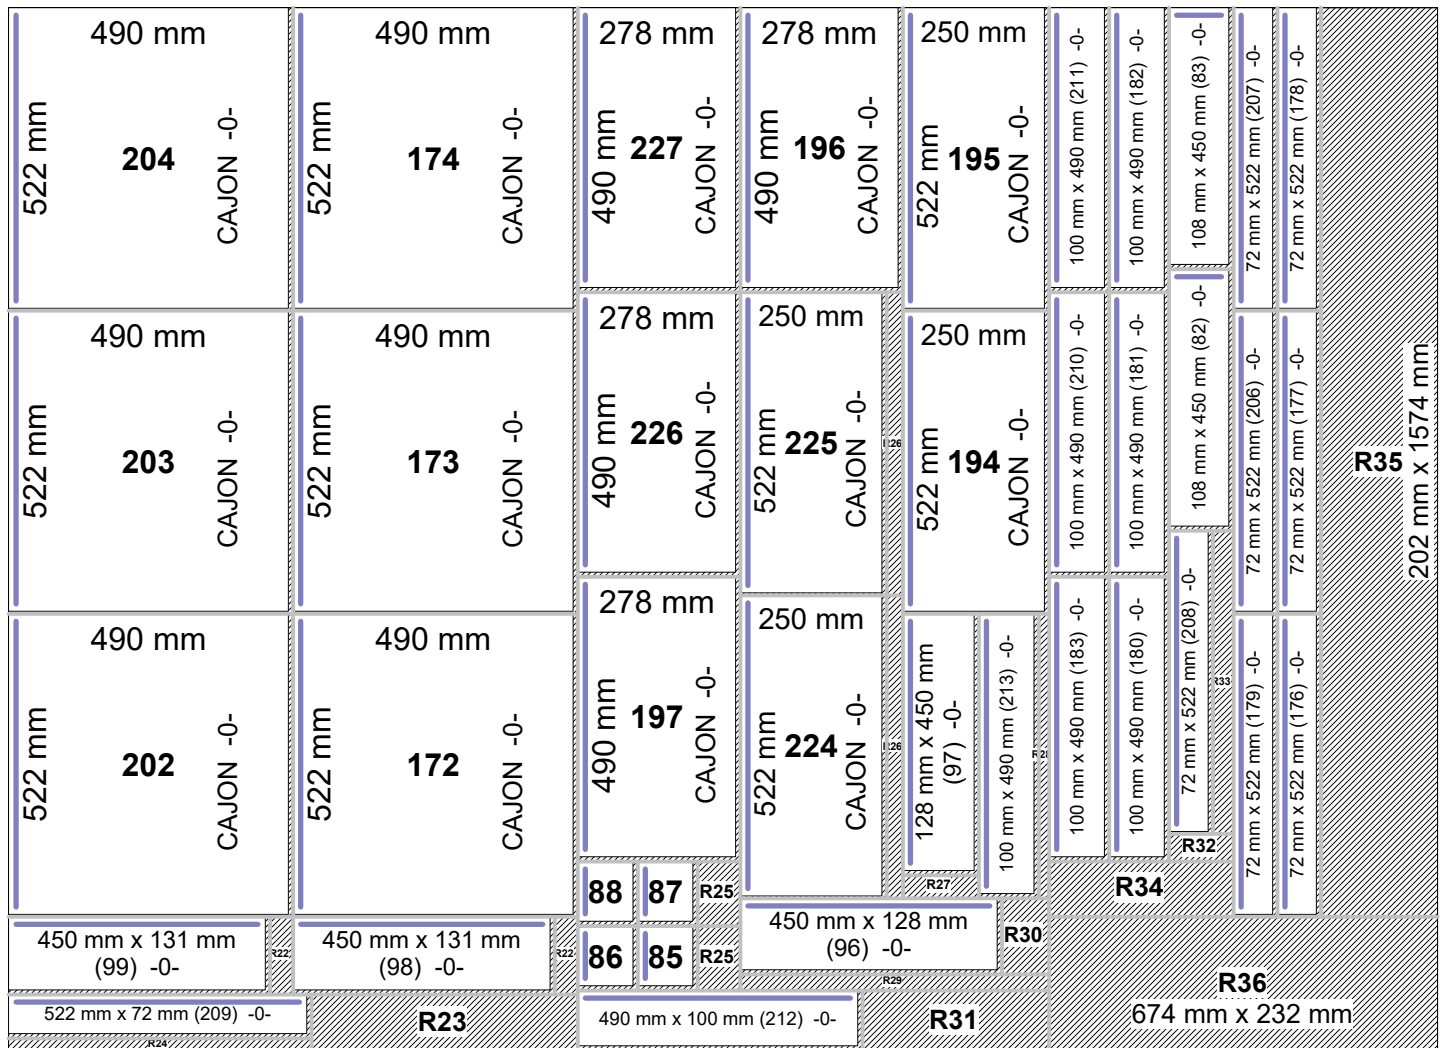 490 mm
522 mm
204
CAJON -0-
490 mm
522 mm
174
CAJON -0-
278 mm
490 mm
227
CAJON -0-
278 mm
490 mm
196
CAJON -0-
250 mm
522 mm
195
CAJON -0-
100 mm x 490 mm (211) -0-
100 mm x 490 mm (182) -0-
108 mm x 450 mm (83) -0-
72 mm x 522 mm (207) -0-
72 mm x 522 mm (178) -0-
490 mm
522 mm
203
CAJON -0-
490 mm
522 mm
173
CAJON -0-
278 mm
490 mm
226
CAJON -0-
250 mm
522 mm
225
CAJON -0-
R26
250 mm
522 mm
194
CAJON -0-
100 mm x 490 mm (210) -0-
100 mm x 490 mm (181) -0-
108 mm x 450 mm (82) -0-
72 mm x 522 mm (206) -0-
72 mm x 522 mm (177) -0-
R35
202 mm x 1574 mm
490 mm
522 mm
202
CAJON -0-
490 mm
522 mm
172
CAJON -0-
278 mm
490 mm
197
CAJON -0-
250 mm
522 mm
224
CAJON -0-
R26
128 mm x 450 mm
(97) -0-
100 mm x 490 mm (213) -0-
100 mm x 490 mm (183) -0-
100 mm x 490 mm (180) -0-
72 mm x 522 mm (208) -0-
R33
72 mm x 522 mm (179) -0-
72 mm x 522 mm (176) -0-
R32
88
87
R25
R27
R34
450 mm x 131 mm
(99) -0-
R22
450 mm x 131 mm
(98) -0-
R22
86
85
R25
450 mm x 128 mm
(96) -0-
R30
R29
522 mm x 72 mm (209) -0-
R23
R24
490 mm x 100 mm (212) -0-
R31
R36
674 mm x 232 mm